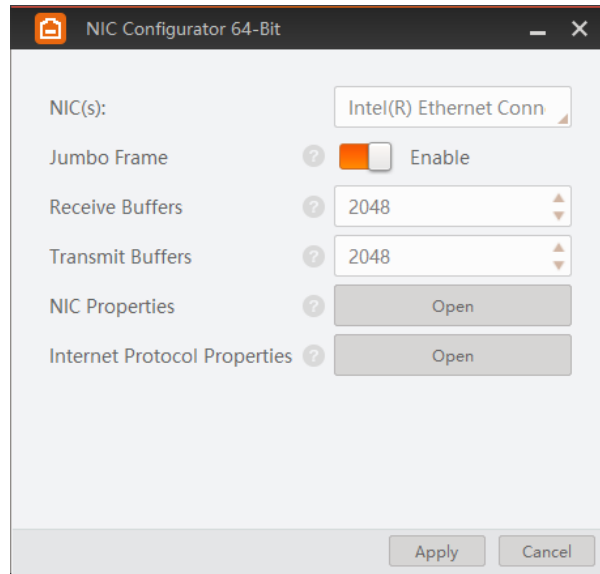 NIC Configurator 64-Bit
NIC(s): Intel(R) Ethernet Conn
Jumbo Frame ? Enable
Receive Buffers ? 2048
Transmit Buffers ? 2048
NIC Properties ? Open
Internet Protocol Properties ? Open
Apply Cancel